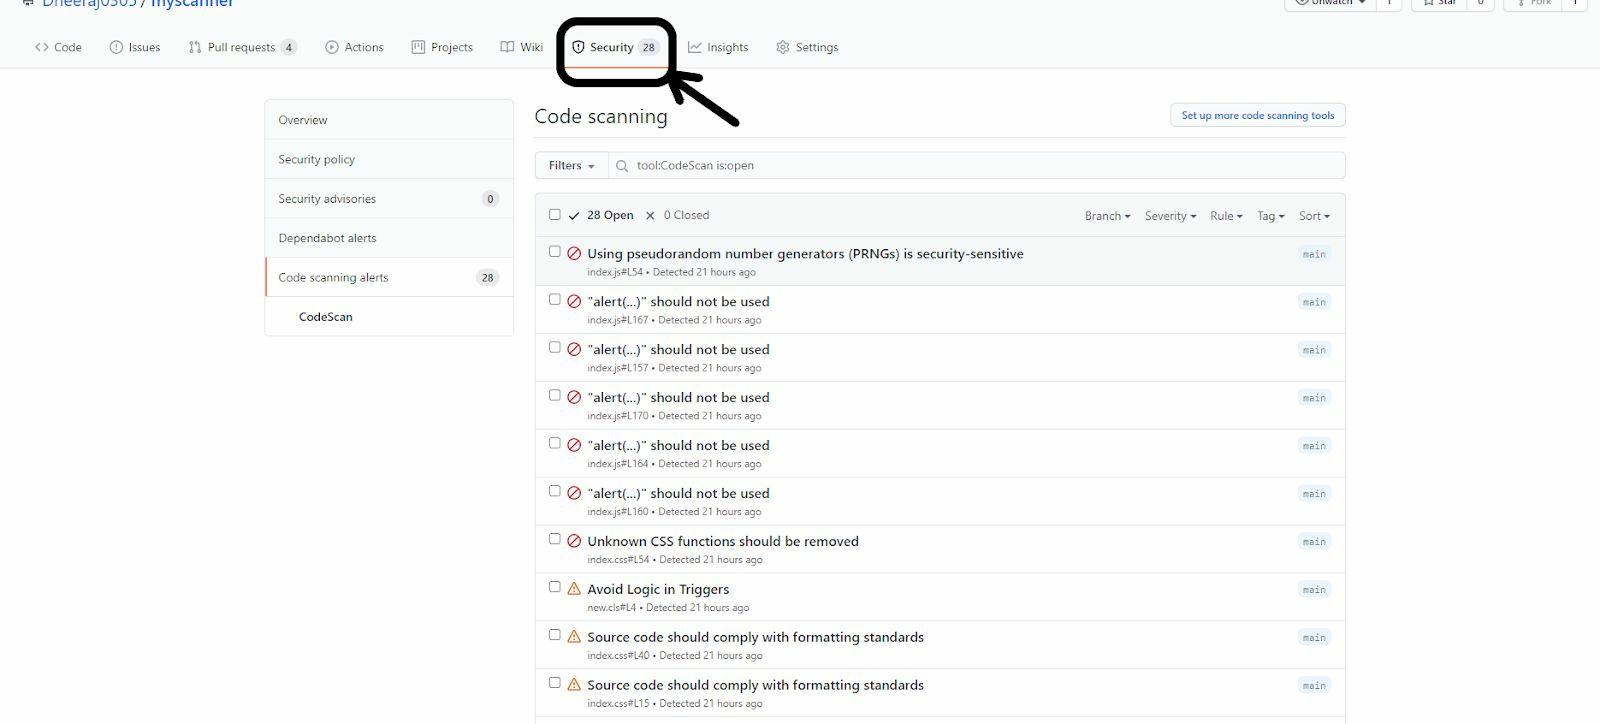 Dheeraj0305 / myscanner
Unwatch 1 Star 0 Fork 1
Code Issues Pull requests 4 Actions Projects Wiki Security 28 Insights Settings
Overview
Security policy
Security advisories 0
Dependabot alerts
Code scanning alerts 28
CodeScan
Code scanning
Set up more code scanning tools
Filters tool:CodeScan is:open
28 Open 0 Closed Branch Severity Rule Tag Sort
Using pseudorandom number generators (PRNGs) is security-sensitive main
index.js#L54 • Detected 21 hours ago
"alert(...)" should not be used main
index.js#L167 • Detected 21 hours ago
"alert(...)" should not be used main
index.js#L157 • Detected 21 hours ago
"alert(...)" should not be used main
index.js#L170 • Detected 21 hours ago
"alert(...)" should not be used main
index.js#L164 • Detected 21 hours ago
"alert(...)" should not be used main
index.js#L160 • Detected 21 hours ago
Unknown CSS functions should be removed main
index.css#L54 • Detected 21 hours ago
Avoid Logic in Triggers main
new.cls#L4 • Detected 21 hours ago
Source code should comply with formatting standards main
index.css#L40 • Detected 21 hours ago
Source code should comply with formatting standards main
index.css#L15 • Detected 21 hours ago